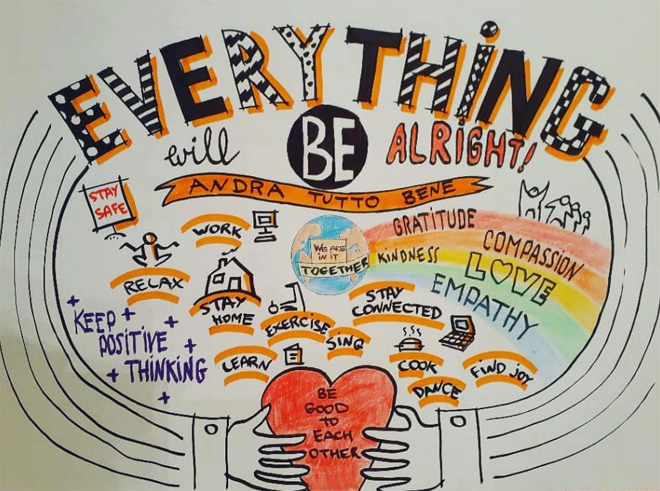 EVERYTHING
will BE ALRIGHT!
ANDRA TUTTO BENE
STAY
SAFE
WORK
RELAX
STAY
HOME
KEEP
POSITIVE
THINKING
WE ARE
IN IT
TOGETHER
GRATITUDE
KINDNESS
COMPASSION
LOVE
EMPATHY
EXERCISE
STAY
CONNECTED
SING
LEARN
COOK
DANCE
FIND JOY
BE
GOOD
TO
EACH
OTHER